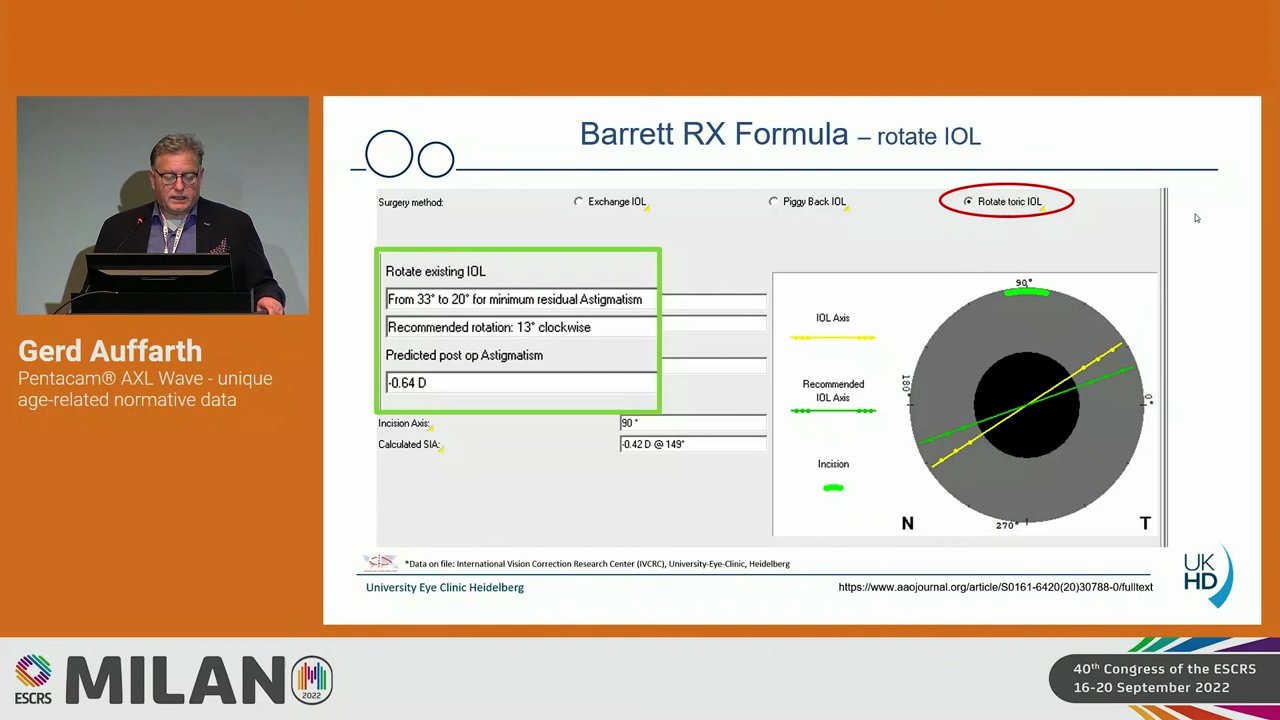 Barrett RX Formula – rotate IOL
Surgery method:
Exchange IOL
Piggy Back IOL
Rotate toric IOL
Rotate existing IOL
From 33° to 20° for minimum residual Astigmatism
Recommended rotation: 13° clockwise
Predicted post op Astigmatism
-0.64 D
Incision Axis:
90 °
Calculated SIA:
-0.42 D @ 149°
IOL Axis
Recommended
IOL Axis
Incision
90°
180°
0°
270°
N
T
*Data on file: International Vision Correction Research Center (IVCRC), University-Eye-Clinic, Heidelberg
University Eye Clinic Heidelberg
https://www.aaojournal.org/article/S0161-6420(20)30788-0/fulltext
UK
HD
Gerd Auffarth
Pentacam® AXL Wave - unique
age-related normative data
ESCRS
MILANO
2022
40th Congress of the ESCRS
16-20 September 2022